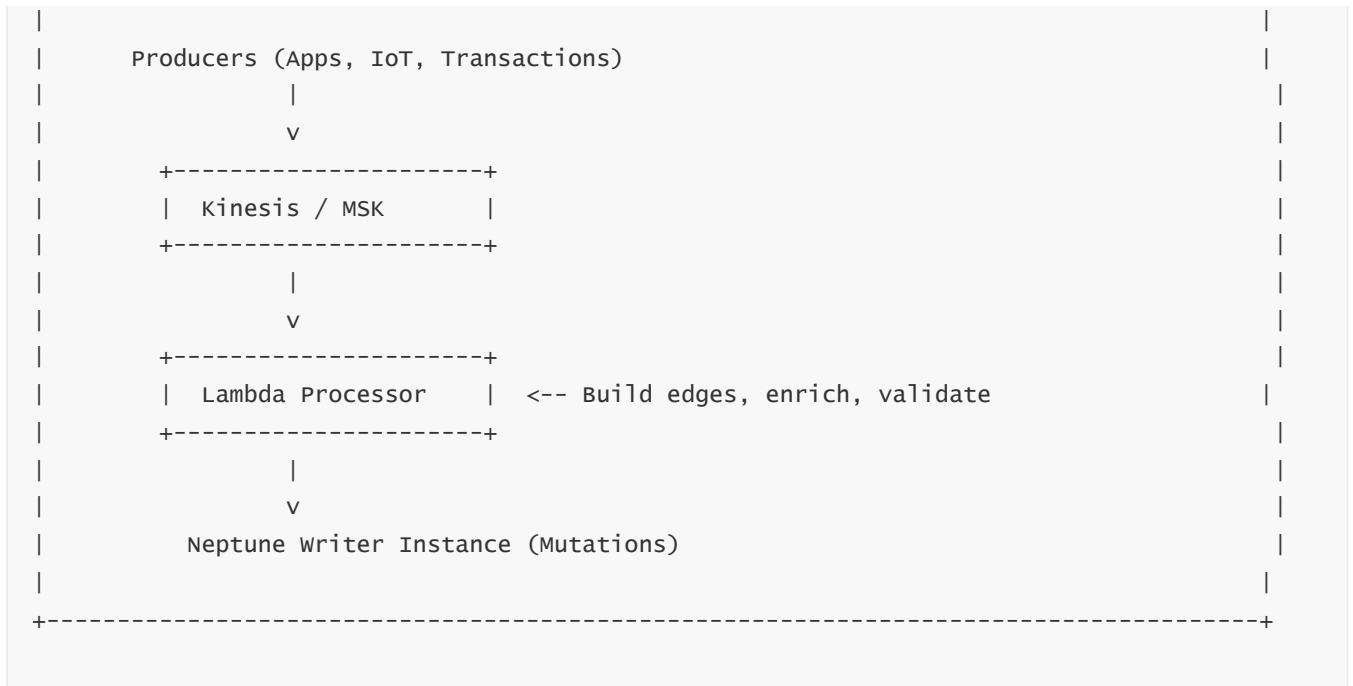 |                                                                                      |
|      Producers (Apps, IoT, Transactions)                                             |
|                 |                                                                     |
|                 v                                                                     |
|        +----------------------+                                                       |
|        |  Kinesis / MSK       |                                                       |
|        +----------------------+                                                       |
|                 |                                                                     |
|                 v                                                                     |
|        +----------------------+                                                       |
|        |  Lambda Processor    |  <-- Build edges, enrich, validate                   |
|        +----------------------+                                                       |
|                 |                                                                     |
|                 v                                                                     |
|          Neptune Writer Instance (Mutations)                                          |
|                                                                                      |
+--------------------------------------------------------------------------------------+